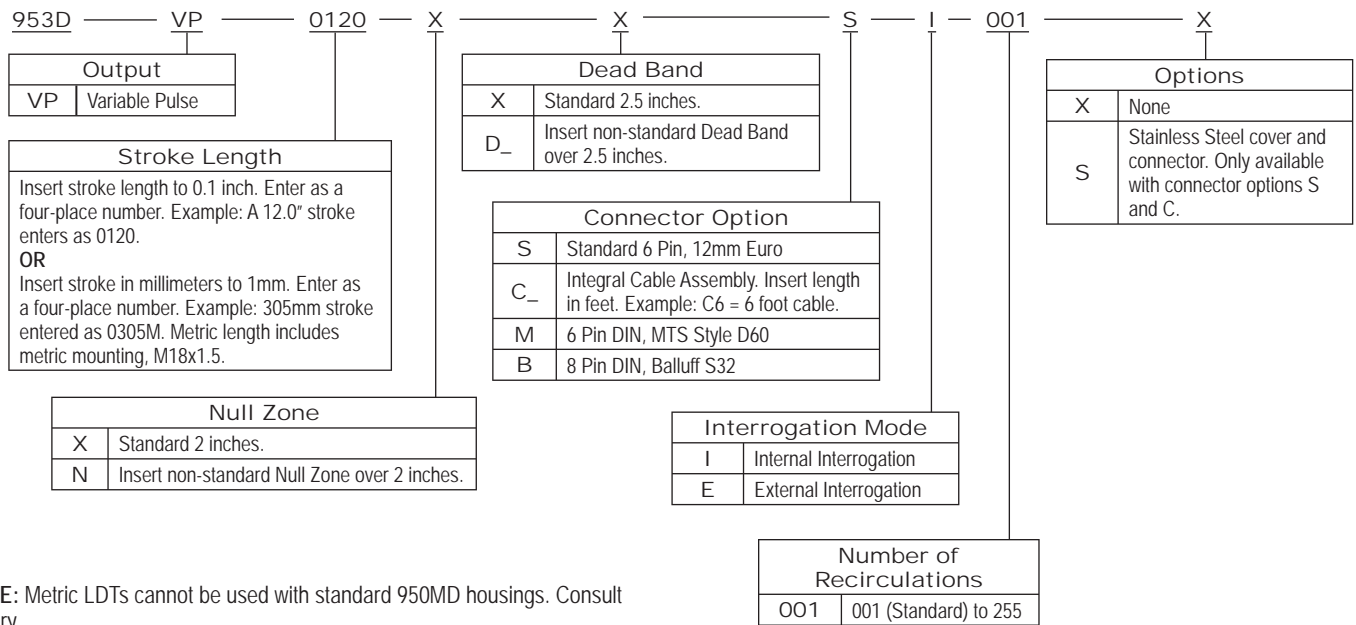 953D VP 0120 X X S I 001 X
Output
VP Variable Pulse
Stroke Length
Insert stroke length to 0.1 inch. Enter as a
four-place number. Example: A 12.0" stroke
enters as 0120.
OR
Insert stroke in millimeters to 1mm. Enter as
a four-place number. Example: 305mm stroke
entered as 0305M. Metric length includes
metric mounting, M18x1.5.
Null Zone
X Standard 2 inches.
N Insert non-standard Null Zone over 2 inches.
Dead Band
X Standard 2.5 inches.
D_ Insert non-standard Dead Band
over 2.5 inches.
Connector Option
S Standard 6 Pin, 12mm Euro
C_ Integral Cable Assembly. Insert length
in feet. Example: C6 = 6 foot cable.
M 6 Pin DIN, MTS Style D60
B 8 Pin DIN, Balluff S32
Interrogation Mode
I Internal Interrogation
E External Interrogation
Number of
Recirculations
001 001 (Standard) to 255
Options
X None
S Stainless Steel cover and
connector. Only available
with connector options S
and C.
E: Metric LDTs cannot be used with standard 950MD housings. Consult
ry